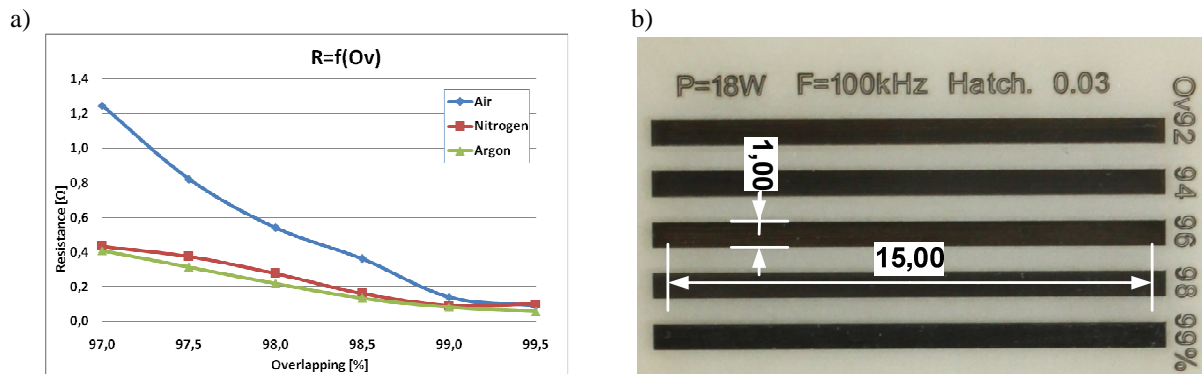 a)
R=f(Ov)
Resistance [Ω]
1,4
1,2
1,0
0,8
0,6
0,4
0,2
0,0
Air
Nitrogen
Argon
97,0 97,5 98,0 98,5 99,0 99,5
Overlapping [%]
b)
P=18W F=100kHz Hatch. 0.03
Ov92
94
96
98
99%
1,00
15,00